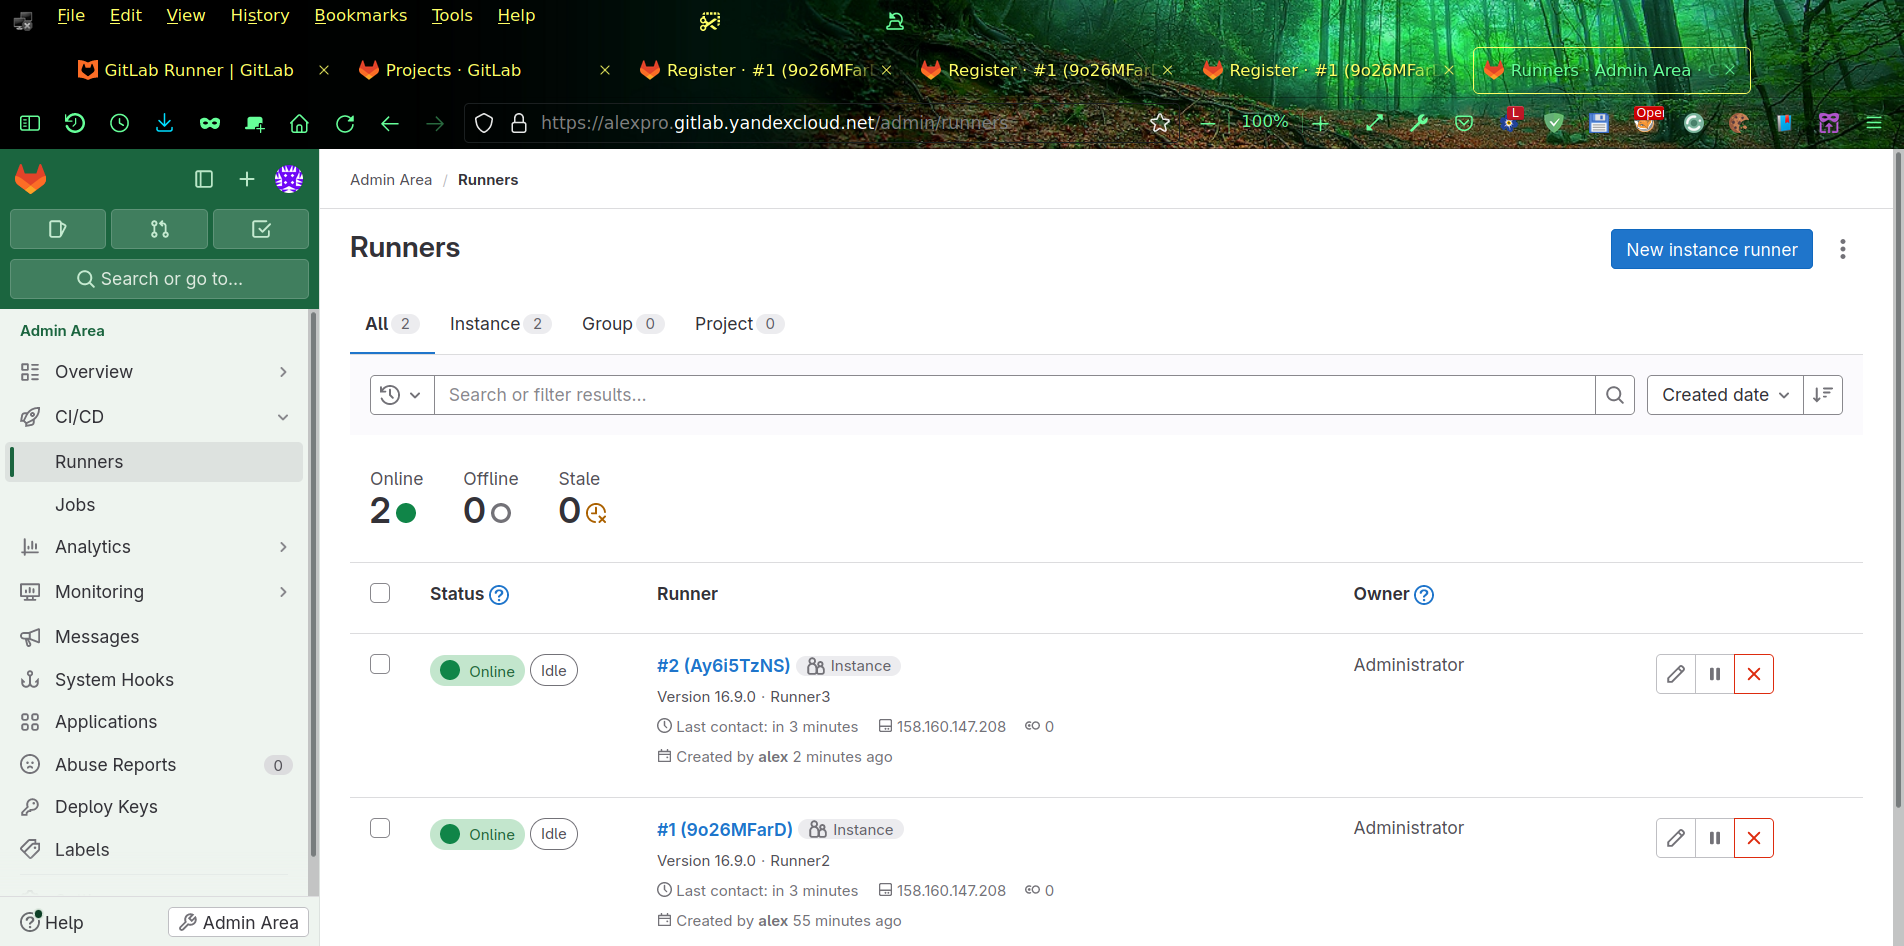 File Edit View History Bookmarks Tools Help
GitLab Runner | GitLab
Projects · GitLab
Register · #1 (9o26MFarD
Register · #1 (9o26MFarD
Register · #1 (9o26MFarD
Runners · Admin Area ·
https://alexpro.gitlab.yandexcloud.net/admin/runners
100%
L
Oper
Search or go to...
Admin Area
Overview
CI/CD
Runners
Jobs
Analytics
Monitoring
Messages
System Hooks
Applications
Abuse Reports 0
Deploy Keys
Labels
Help
Admin Area
Admin Area / Runners
Runners
New instance runner
All 2 Instance 2 Group 0 Project 0
Search or filter results...
Created date
Online Offline Stale
2 0 0
Status ? Runner Owner ?
Online Idle #2 (Ay6i5TzNS) Instance Administrator
Version 16.9.0 · Runner3
Last contact: in 3 minutes 158.160.147.208 0
Created by alex 2 minutes ago
Online Idle #1 (9o26MFarD) Instance Administrator
Version 16.9.0 · Runner2
Last contact: in 3 minutes 158.160.147.208 0
Created by alex 55 minutes ago